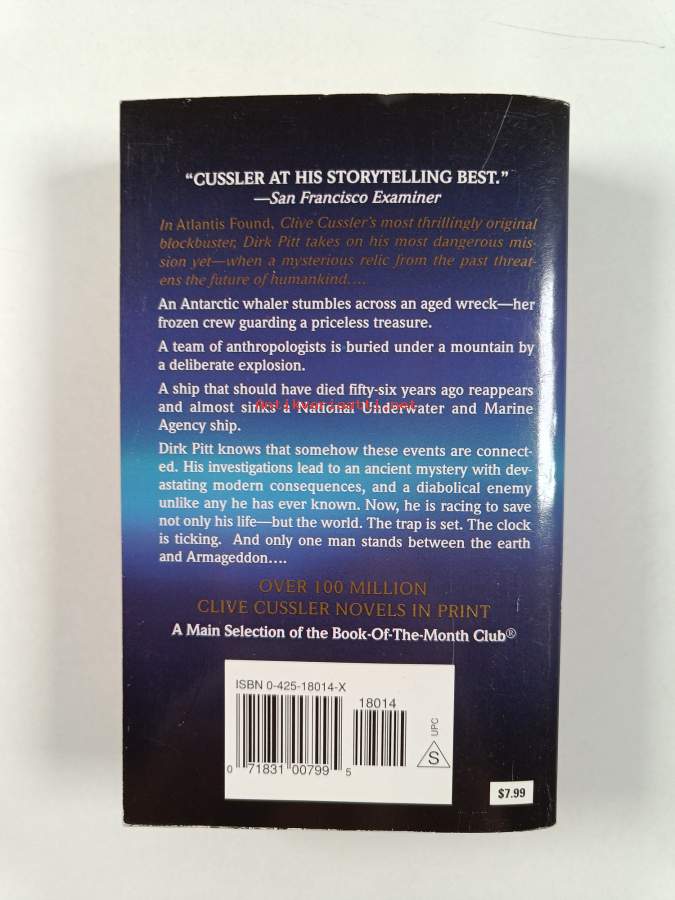 “CUSSLER AT HIS STORYTELLING BEST.”
—San Francisco Examiner
In Atlantis Found, Clive Cussler's most thrillingly original
blockbuster, Dirk Pitt takes on his most dangerous mis-
sion yet—when a mysterious relic from the past threat-
ens the future of humankind....
An Antarctic whaler stumbles across an aged wreck—her
frozen crew guarding a priceless treasure.
A team of anthropologists is buried under a mountain by
a deliberate explosion.
A ship that should have died fifty-six years ago reappears
and almost sinks a National Underwater and Marine
Agency ship.
Antikvariaatti.net
Dirk Pitt knows that somehow these events are connect-
ed. His investigations lead to an ancient mystery with dev-
astating modern consequences, and a diabolical enemy
unlike any he has ever known. Now, he is racing to save
not only his life—but the world. The trap is set. The clock
is ticking. And only one man stands between the earth
and Armageddon....
OVER 100 MILLION
CLIVE CUSSLER NOVELS IN PRINT
A Main Selection of the Book-Of-The-Month Club®
ISBN 0-425-18014-X
18014
0 71831 00799 5
UPC
S
$7.99